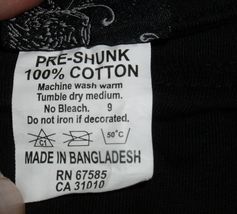 PRE-SHUNK
100% COTTON
Machine wash warm
Tumble dry medium.
No Bleach. 9
Do not iron if decorated.
C1 50°C
MADE IN BANGLADESH
RN 67585
CA 31010